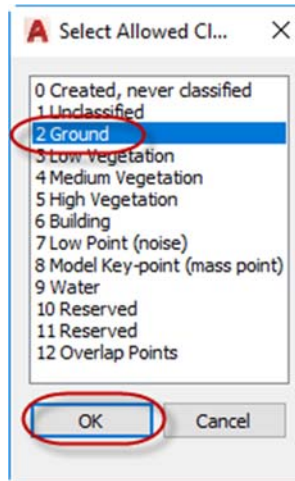 Select Allowed Cl...
0 Created, never classified
1 Unclassified
2 Ground
3 Low Vegetation
4 Medium Vegetation
5 High Vegetation
6 Building
7 Low Point (noise)
8 Model Key-point (mass point)
9 Water
10 Reserved
11 Reserved
12 Overlap Points
OK Cancel